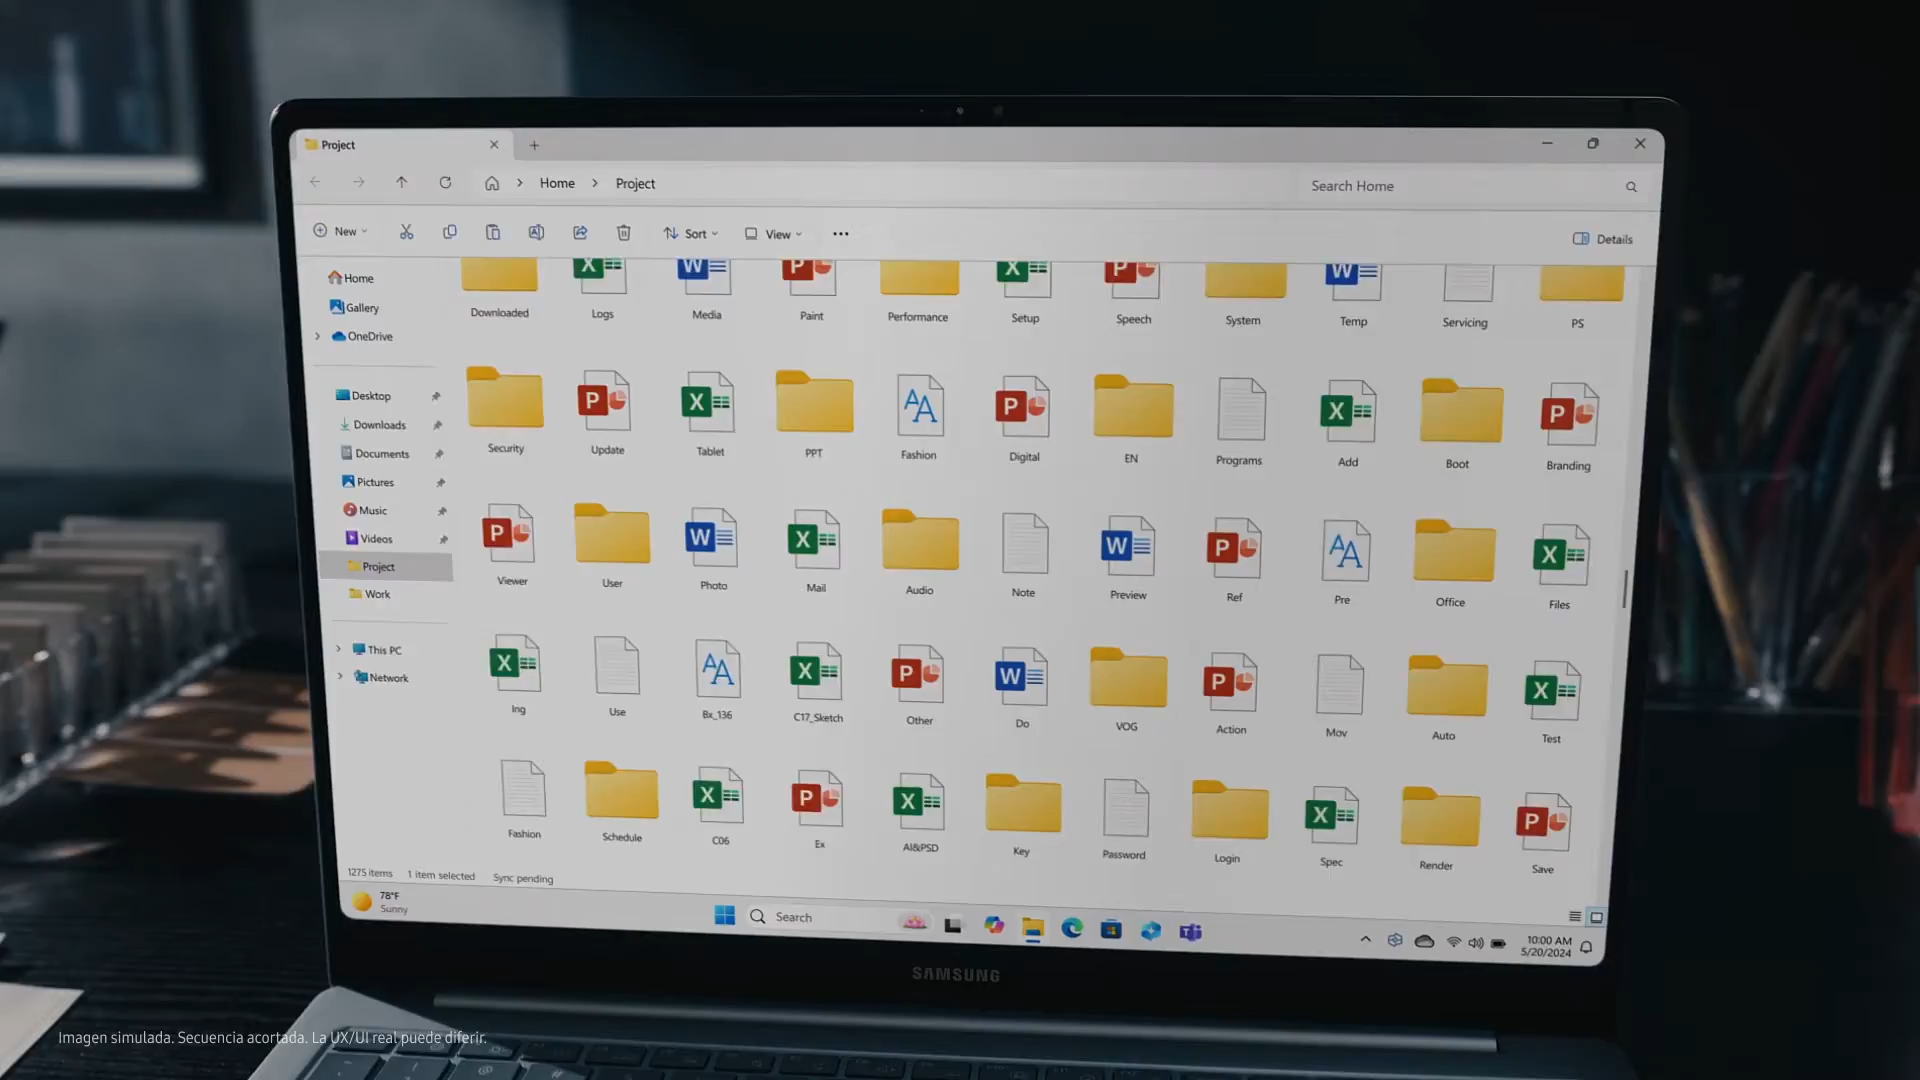 Project
Home > Project
Search Home
New
Sort
View
Details
Home
Gallery
OneDrive
Desktop
Downloads
Documents
Pictures
Music
Videos
Project
Work
This PC
Network
Downloaded Logs Media Paint Performance Setup Speech System Temp Servicing PS
Security Update Tablet PPT Fashion Digital EN Programs Add Boot Branding
Viewer User Photo Mail Audio Note Preview Ref Pre Office Files
Ing Use Bx_136 C17_Sketch Other Do VOG Action Mov Auto Test
Fashion Schedule C06 Ex AI&PSD Key Password Login Spec Render Save
1275 items 1 item selected Sync pending
78°F
Sunny
Search
10:00 AM
5/20/2024
SAMSUNG
Imagen simulada. Secuencia acortada. La UX/UI real puede diferir.